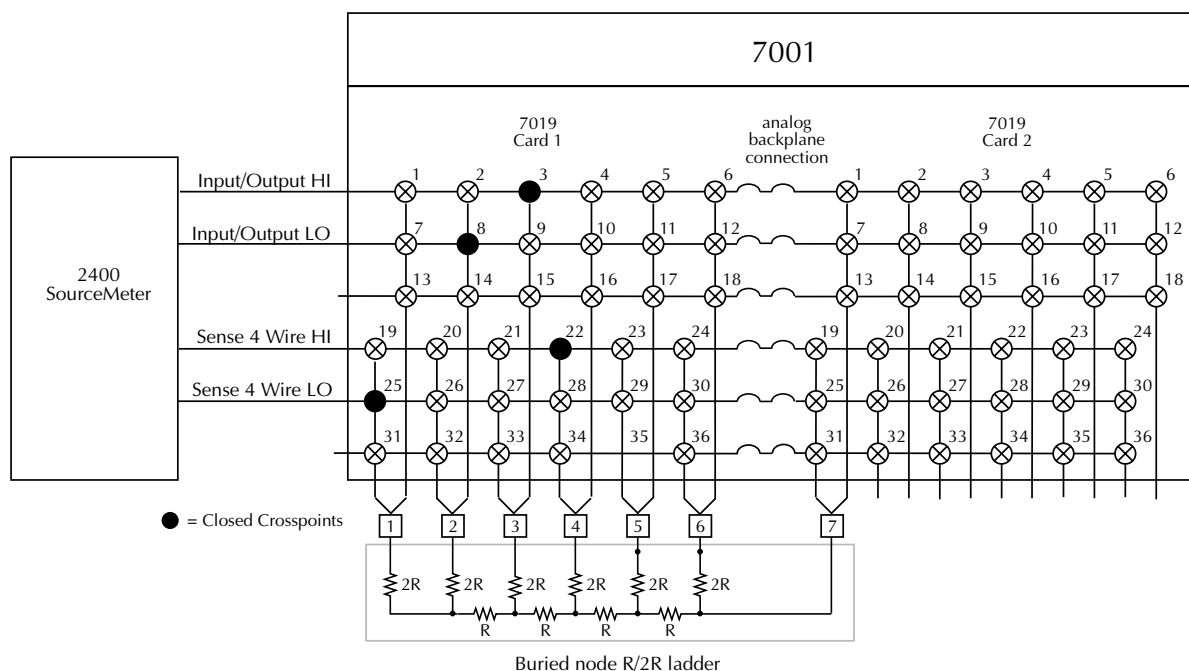 7001
7019
Card 1
analog
backplane
connection
7019
Card 2
2400
SourceMeter
Input/Output HI
1 2 3 4 5 6 1 2 3 4 5 6
Input/Output LO
7 8 9 10 11 12 7 8 9 10 11 12
13 14 15 16 17 18 13 14 15 16 17 18
Sense 4 Wire HI
19 20 21 22 23 24 19 20 21 22 23 24
Sense 4 Wire LO
25 26 27 28 29 30 25 26 27 28 29 30
31 32 33 34 35 36 31 32 33 34 35 36
= Closed Crosspoints
1 2 3 4 5 6 7
2R 2R 2R 2R 2R 2R
R R R R
Buried node R/2R ladder